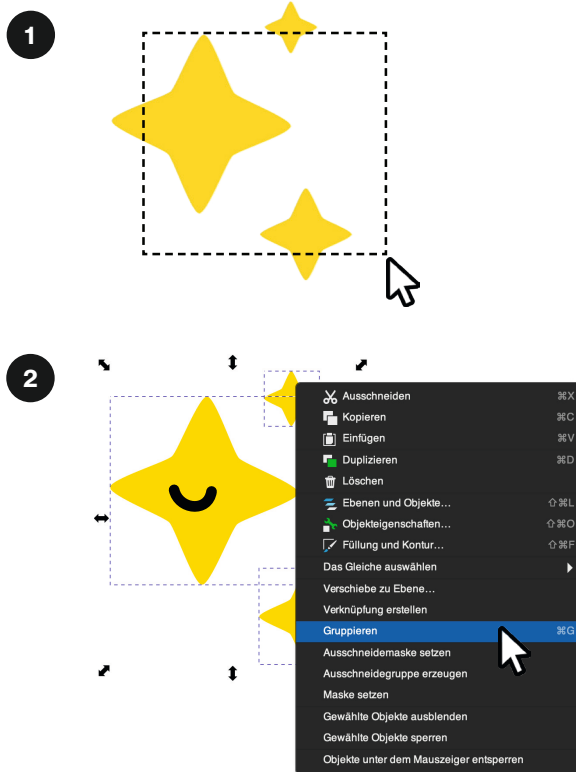 1
2
Ausschneiden ⌘X
Kopieren ⌘C
Einfügen ⌘V
Duplizieren ⌘D
Löschen
Ebenen und Objekte… ⇧⌘L
Objekteigenschaften… ⇧⌘O
Füllung und Kontur… ⇧⌘F
Das Gleiche auswählen
Verschiebe zu Ebene…
Verknüpfung erstellen
Gruppieren ⌘G
Ausschneidemaske setzen
Ausschneidegruppe erzeugen
Maske setzen
Gewählte Objekte ausblenden
Gewählte Objekte sperren
Objekte unter dem Mauszeiger entsperren